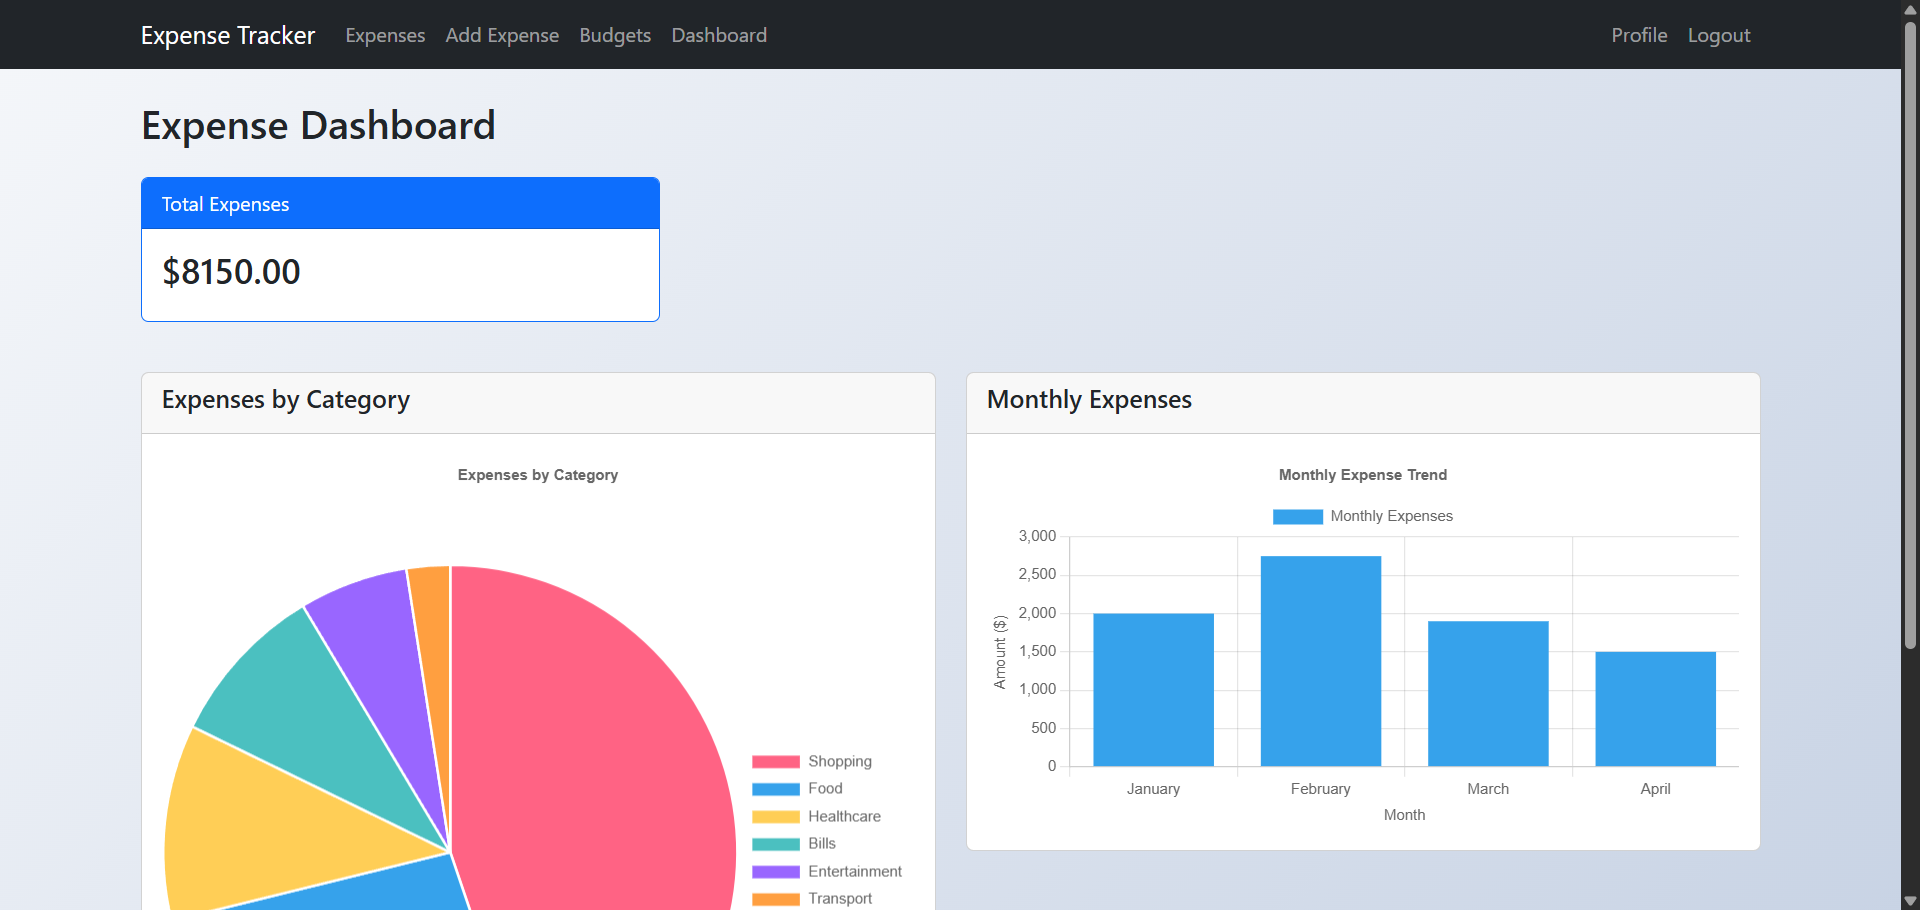 Expense Tracker Expenses Add Expense Budgets Dashboard Profile Logout
Expense Dashboard
Total Expenses
$8150.00
Expenses by Category
Expenses by Category
Shopping
Food
Healthcare
Bills
Entertainment
Transport
Monthly Expenses
Monthly Expense Trend
Monthly Expenses
Amount ($)
3,000
2,500
2,000
1,500
1,000
500
0
January February March April
Month